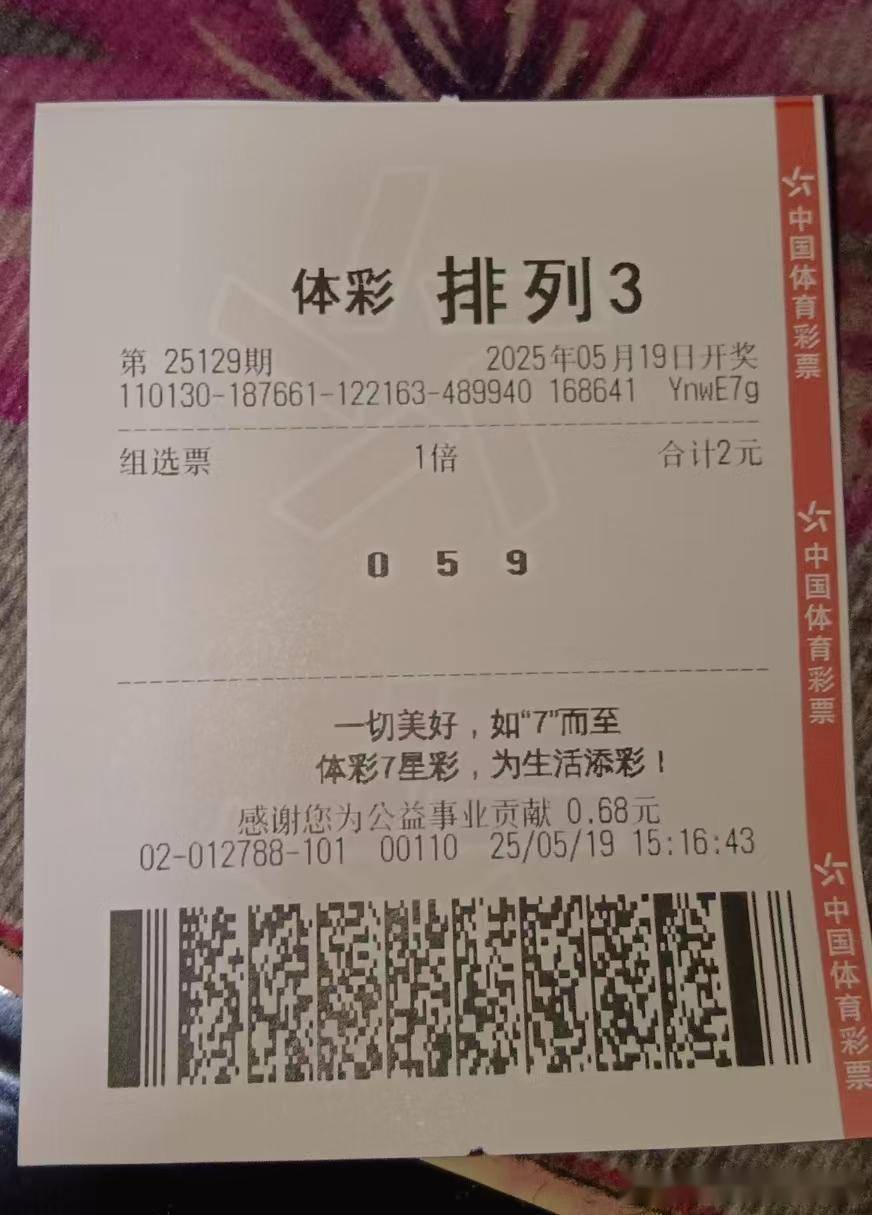 体彩 排列3
第 25129期 2025年05月19日开奖
110130-187661-122163-489940 168641 YnwE7g
组选票 1倍 合计2元
0 5 9
一切美好，如“7”而至
体彩7星彩，为生活添彩！
感谢您为公益事业贡献 0.68元
02-012788-101 00110 25/05/19 15:16:43
中国体育彩票
中国体育彩票
中国体育彩票